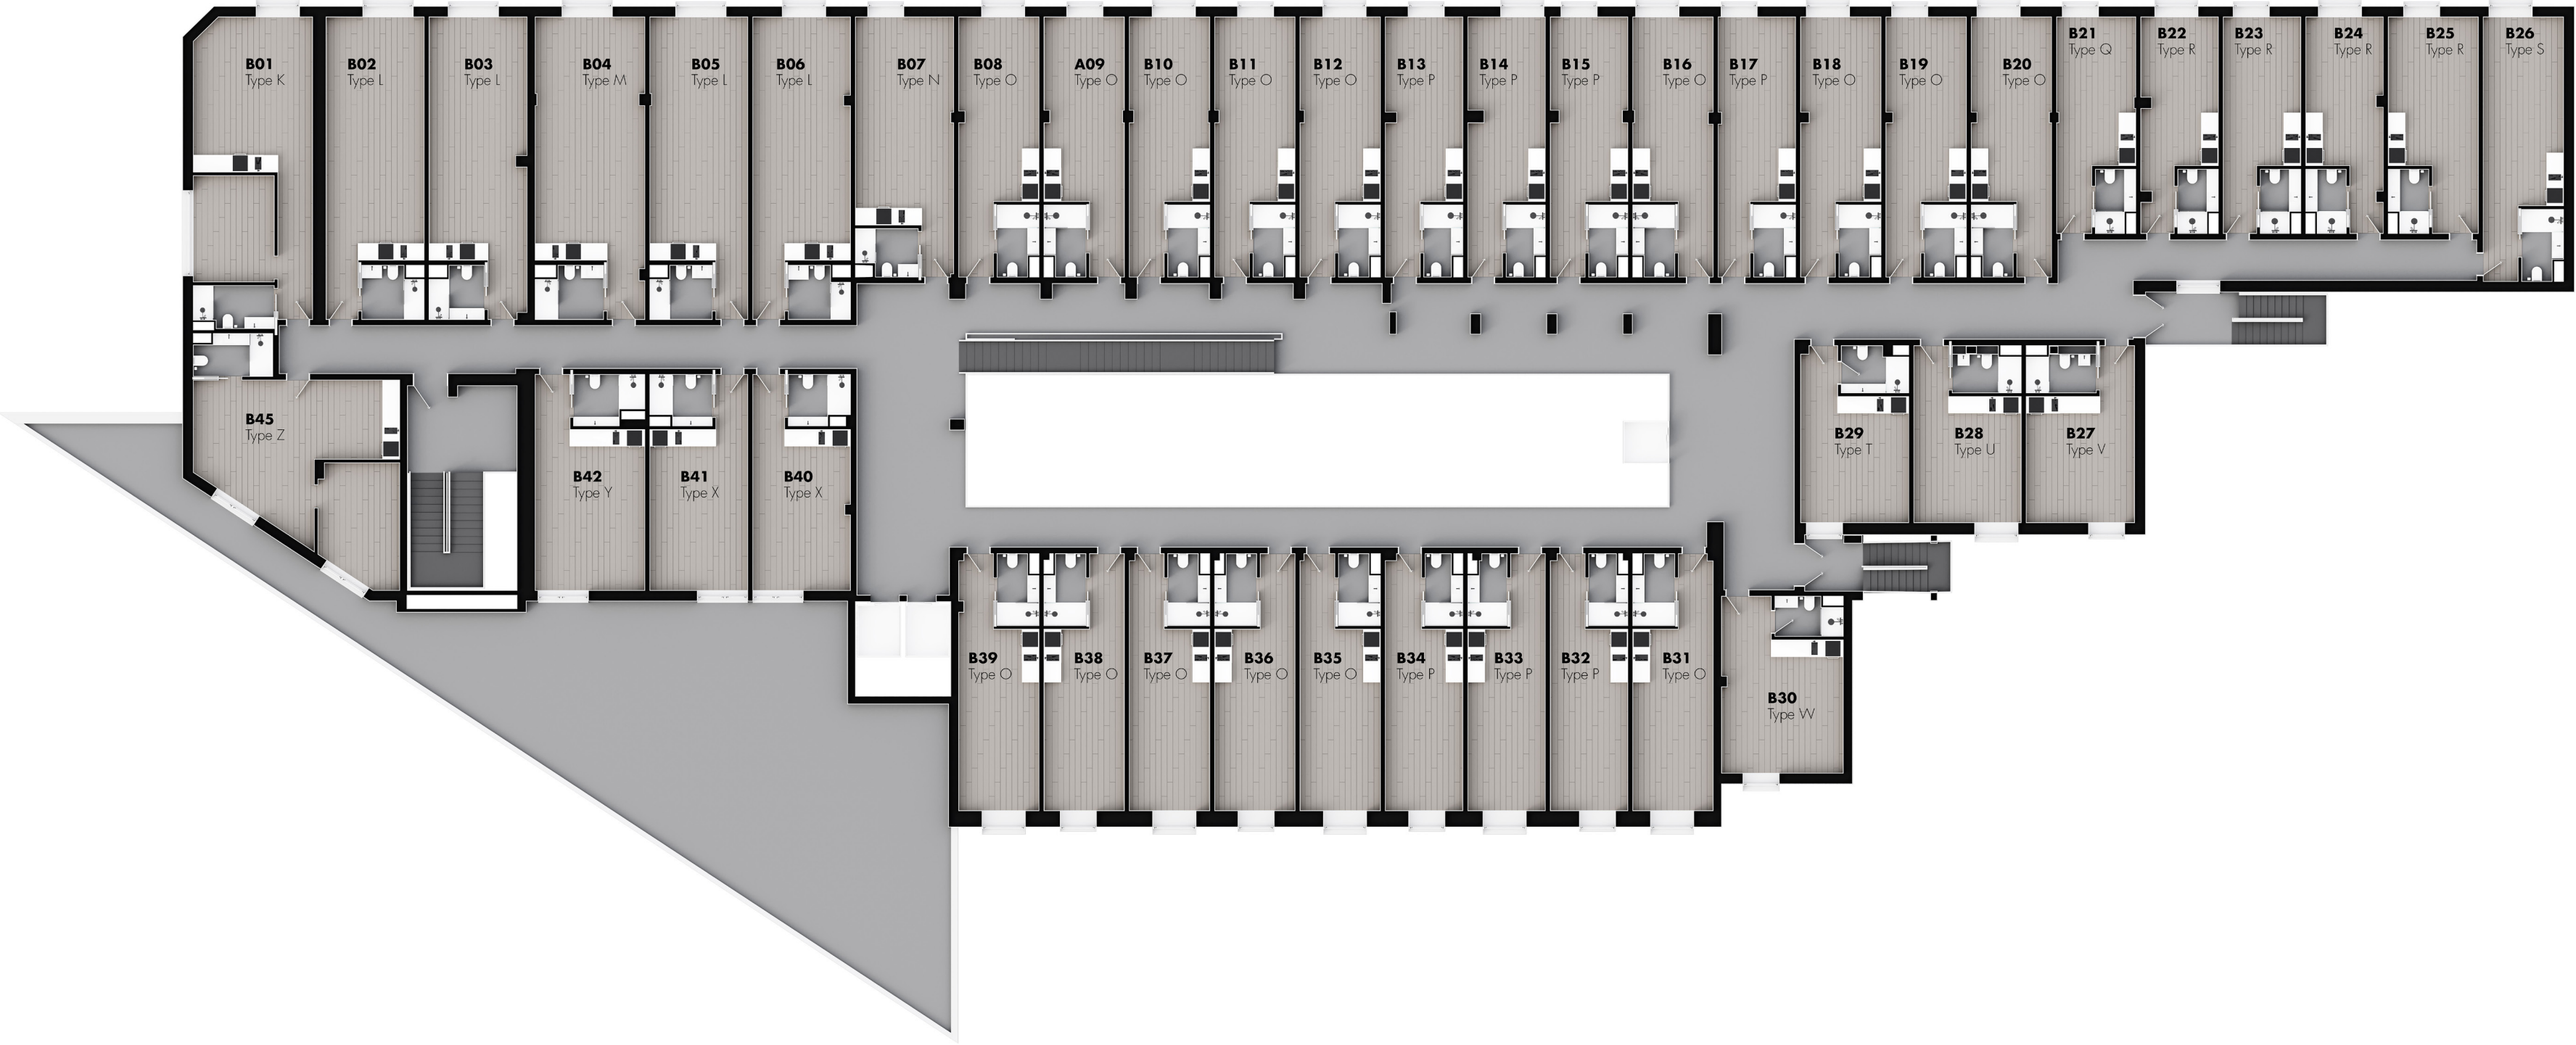 B01
Type K
B02
Type L
B03
Type L
B04
Type M
B05
Type L
B06
Type L
B07
Type N
B08
Type O
A09
Type O
B10
Type O
B11
Type O
B12
Type O
B13
Type P
B14
Type P
B15
Type P
B16
Type O
B17
Type P
B18
Type O
B19
Type O
B20
Type O
B21
Type Q
B22
Type R
B23
Type R
B24
Type R
B25
Type R
B26
Type S
B45
Type Z
B42
Type Y
B41
Type X
B40
Type X
B29
Type T
B28
Type U
B27
Type V
B39
Type O
B38
Type O
B37
Type O
B36
Type O
B35
Type O
B34
Type P
B33
Type P
B32
Type P
B31
Type O
B30
Type W